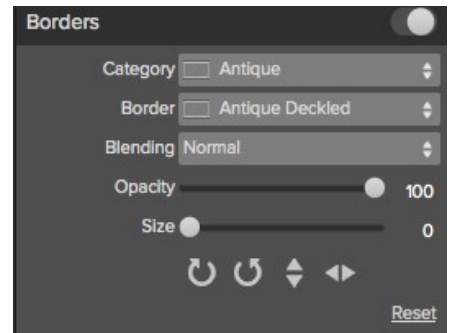 Borders
Category Antique
Border Antique Deckled
Blending Normal
Opacity 100
Size 0
Reset